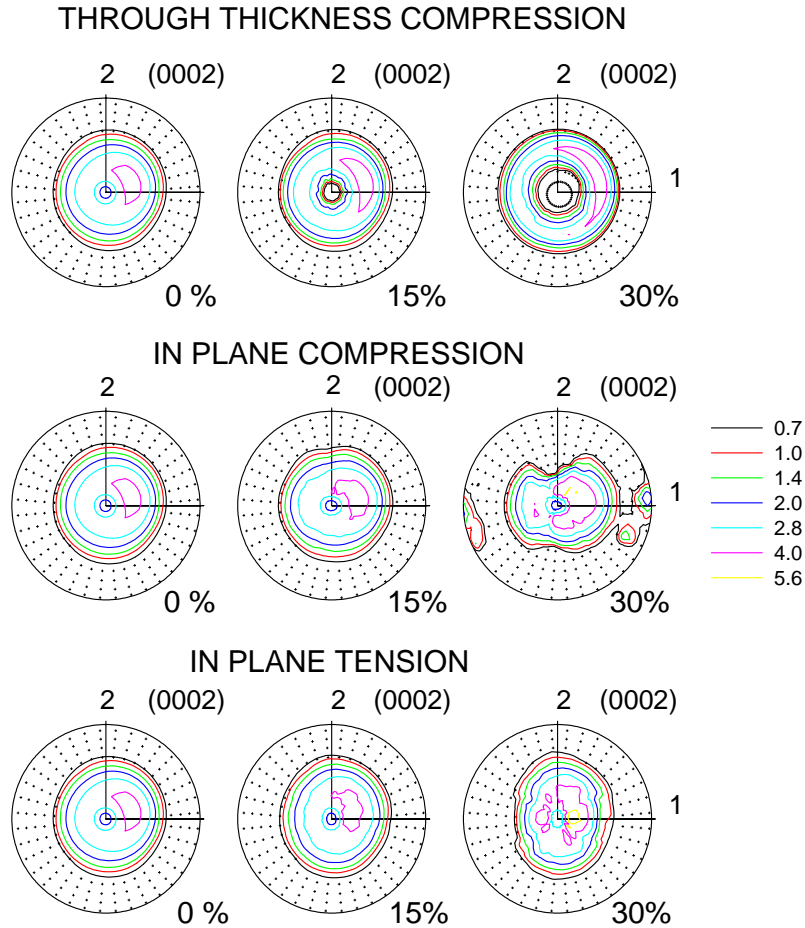 THROUGH THICKNESS COMPRESSION
2 (0002) 2 (0002) 2 (0002)
1
0 % 15% 30%
IN PLANE COMPRESSION
2 (0002) 2 (0002) 2 (0002)
1
0 % 15% 30%
0.7
1.0
1.4
2.0
2.8
4.0
5.6
IN PLANE TENSION
2 (0002) 2 (0002) 2 (0002)
1
0 % 15% 30%